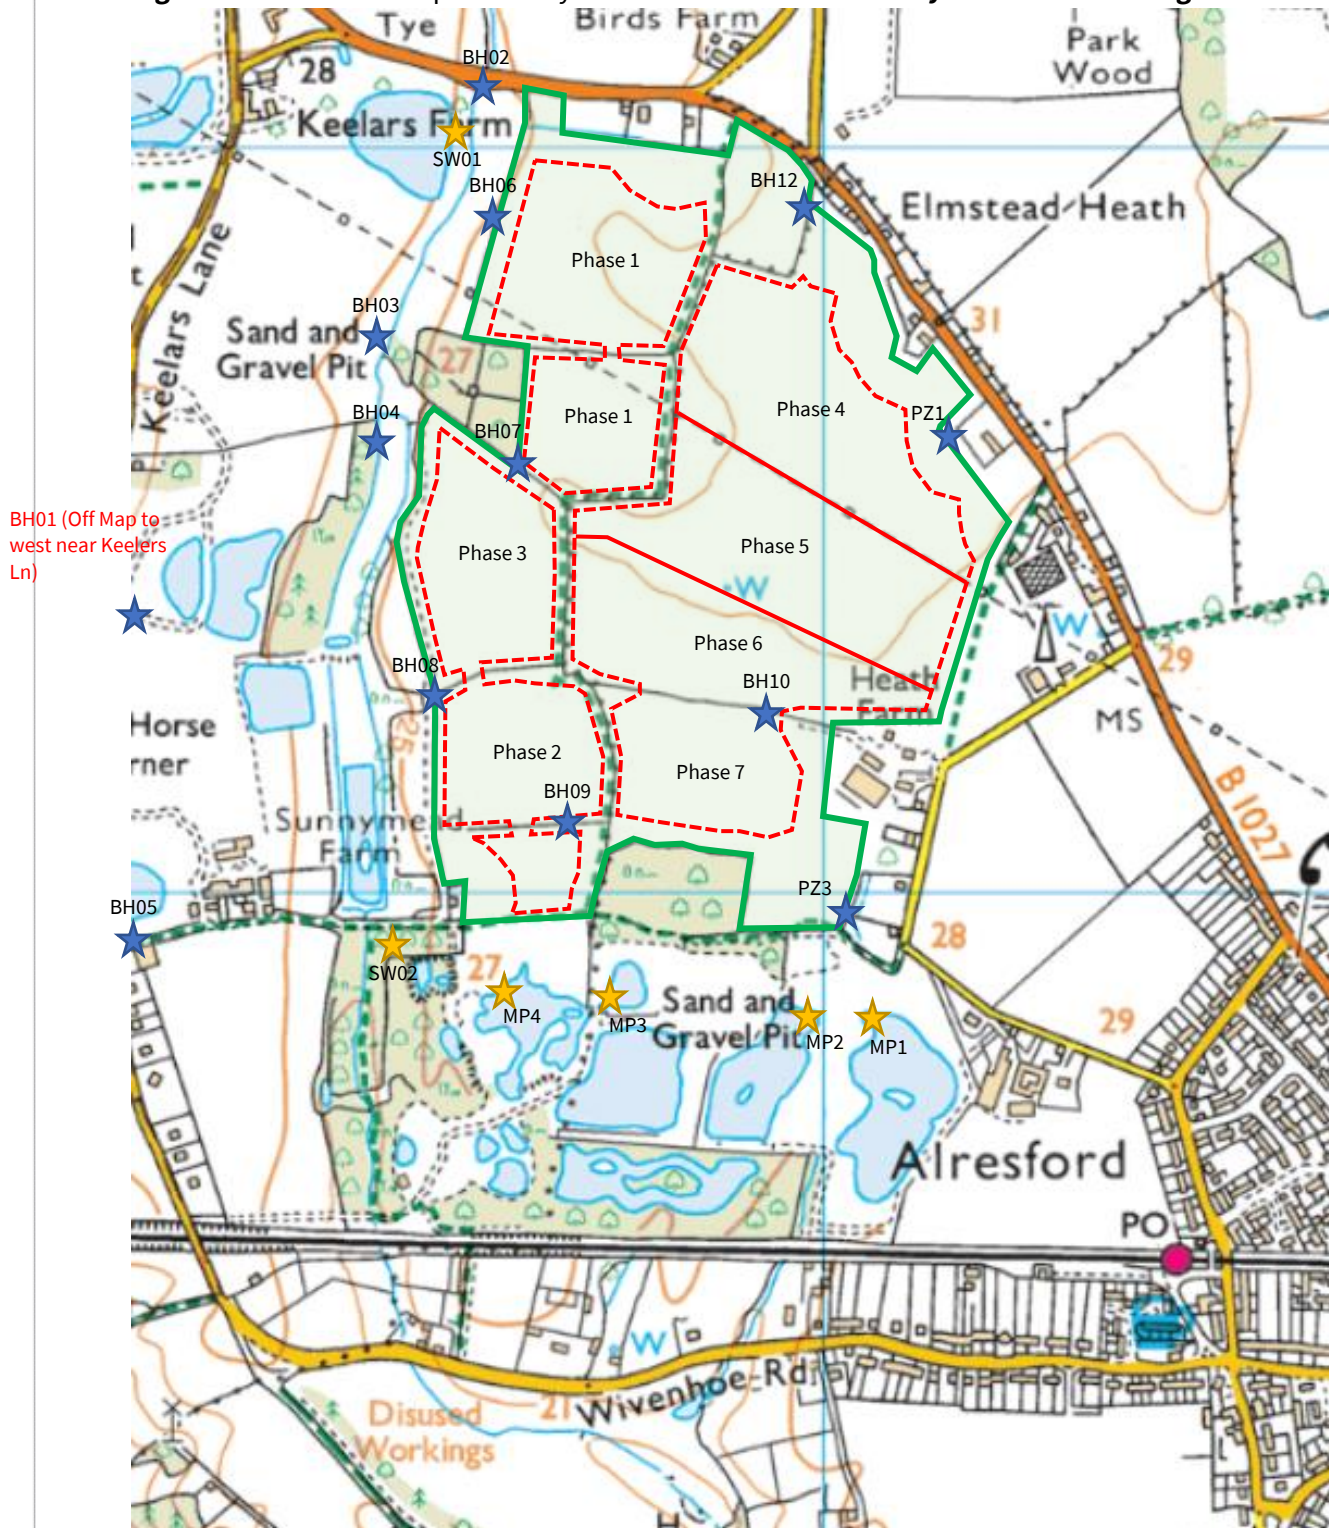 Tye
Birds Farm
Park
Wood
BH02
28
Keelars Farm
SW01
BH06
BH12
Elmstead Heath
Keelars Lane
BH03
Phase 1
Sand and
Gravel Pit
27
31
BH04
BH07
Phase 1
Phase 4
PZ1
BH01 (Off Map to
west near Keelers
Ln)
Phase 3
Phase 5
W
W
Phase 6
29
BH08
BH10
Heath
Farm
MS
Horse
rner
25
Phase 2
Phase 7
BH09
B 1027
Sunnymead
Farm
PZ3
BH05
SW02
27
28
MP4
MP3
Sand and
Gravel Pit
MP2
MP1
29
Alresford
PO
W
Wivenhoe Rd
21
Disused
Workings
H